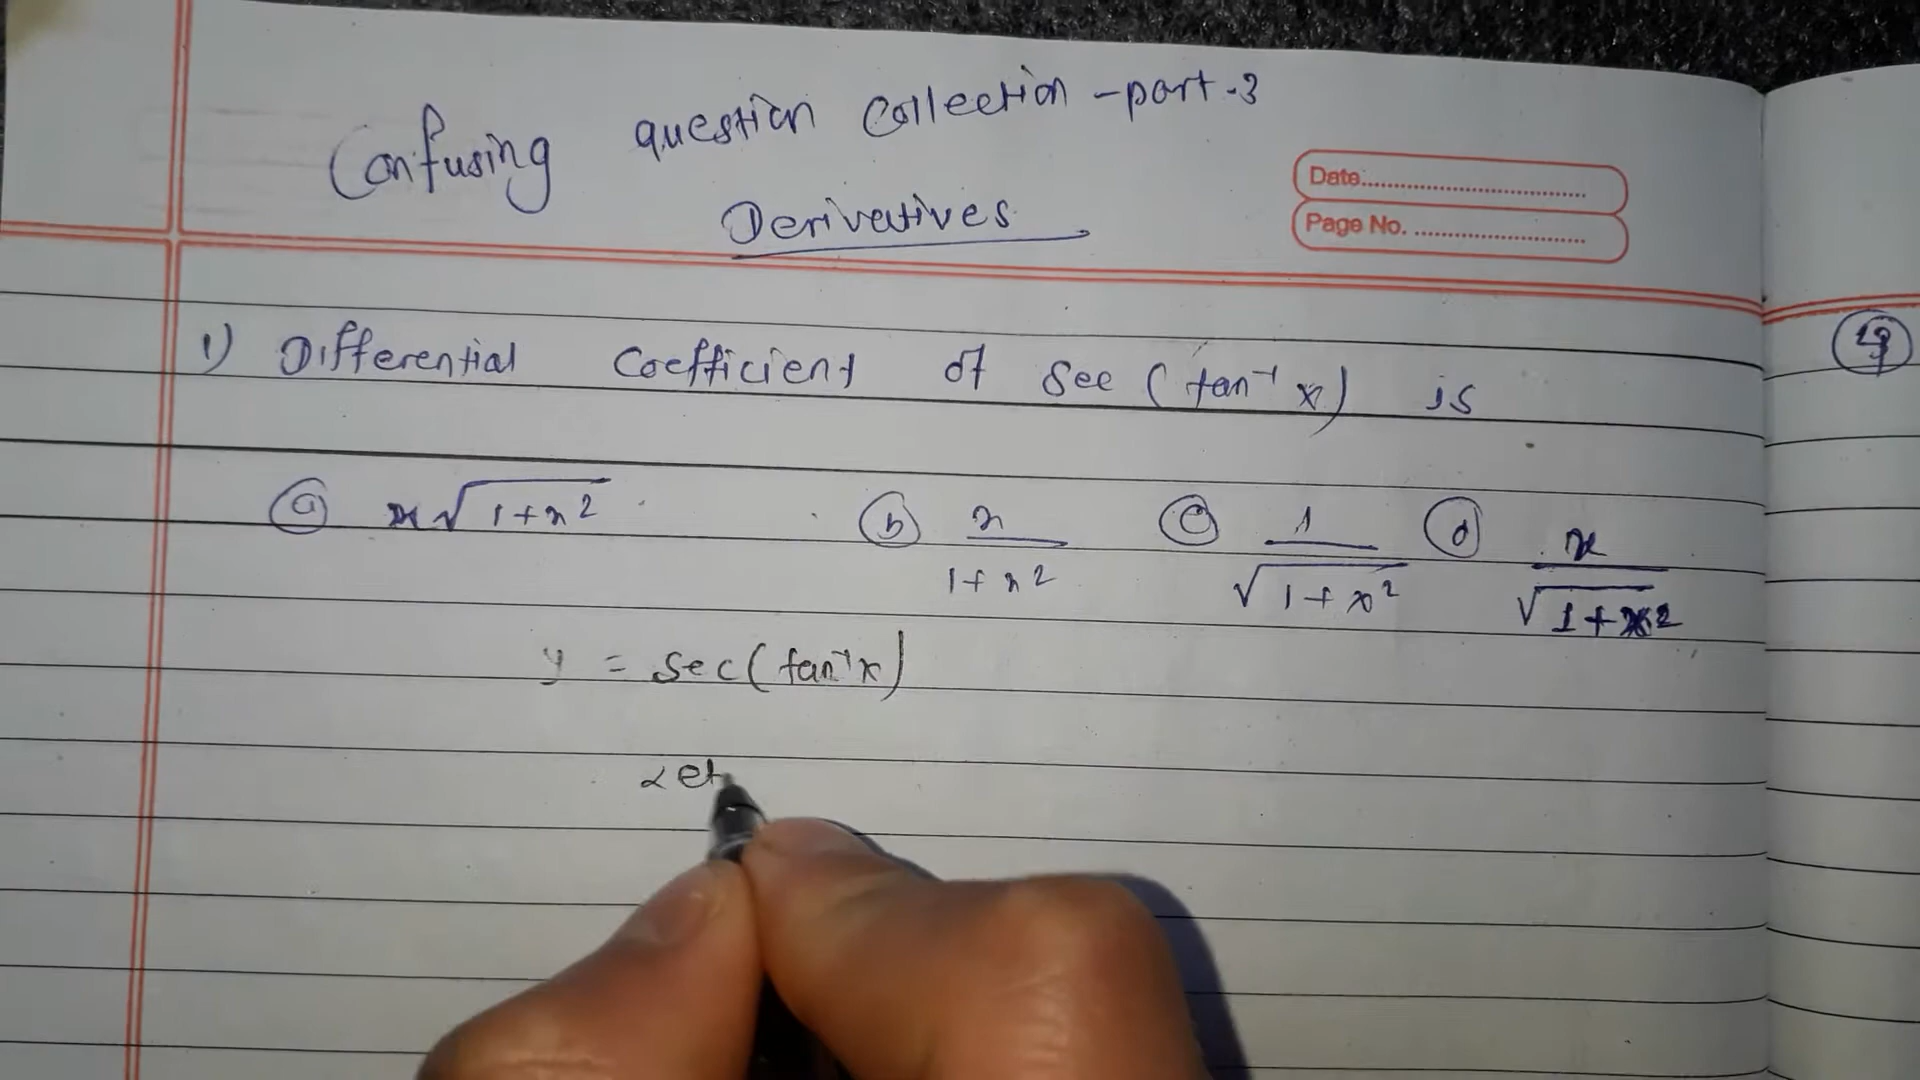 Confusing question Collection - part - 3
Derivatives
Date
Page No.
1) Differential Coefficient of Sec (tan⁻¹ x) is
(a) x√(1+x²) (b) x/(1+x²) (c) 1/√(1+x²) (d) x/√(1+x²)
y = sec(tan⁻¹x)
Let